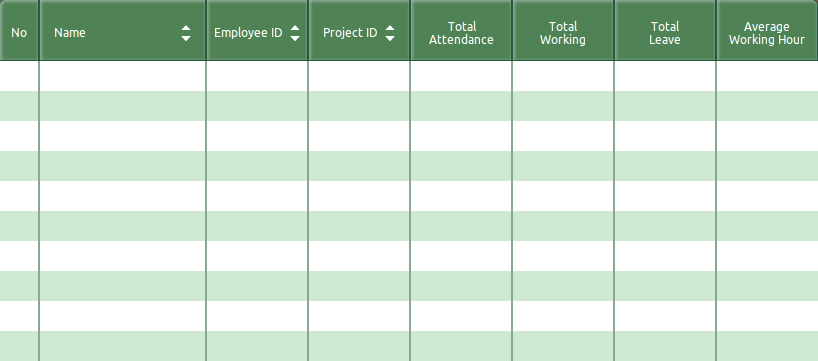 No
Name
Employee ID
Project ID
Total
Attendance
Total
Working
Total
Leave
Average
Working Hour